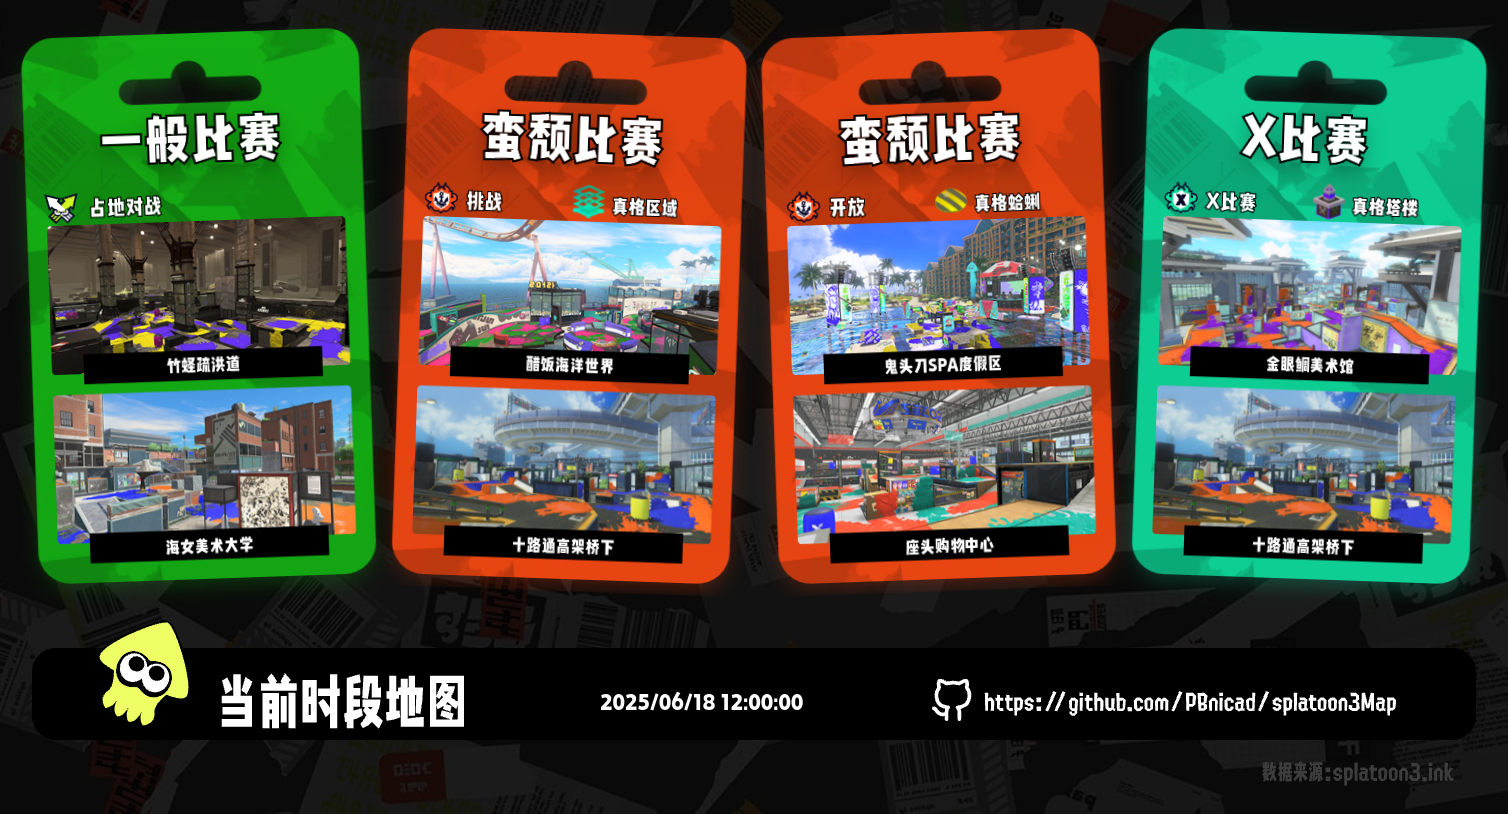 一般比赛
占地对战
竹蛏疏洪道
海女美术大学
蛮颓比赛
挑战
真格区域
醋饭海洋世界
十路通高架桥下
蛮颓比赛
开放
真格蛤蜊
鬼头刀SPA度假区
座头购物中心
X比赛
X比赛
真格塔楼
金眼鲷美术馆
十路通高架桥下
当前时段地图
2025/06/18 12:00:00
https://github.com/PBnicad/splatoon3Map
数据来源:splatoon3.ink